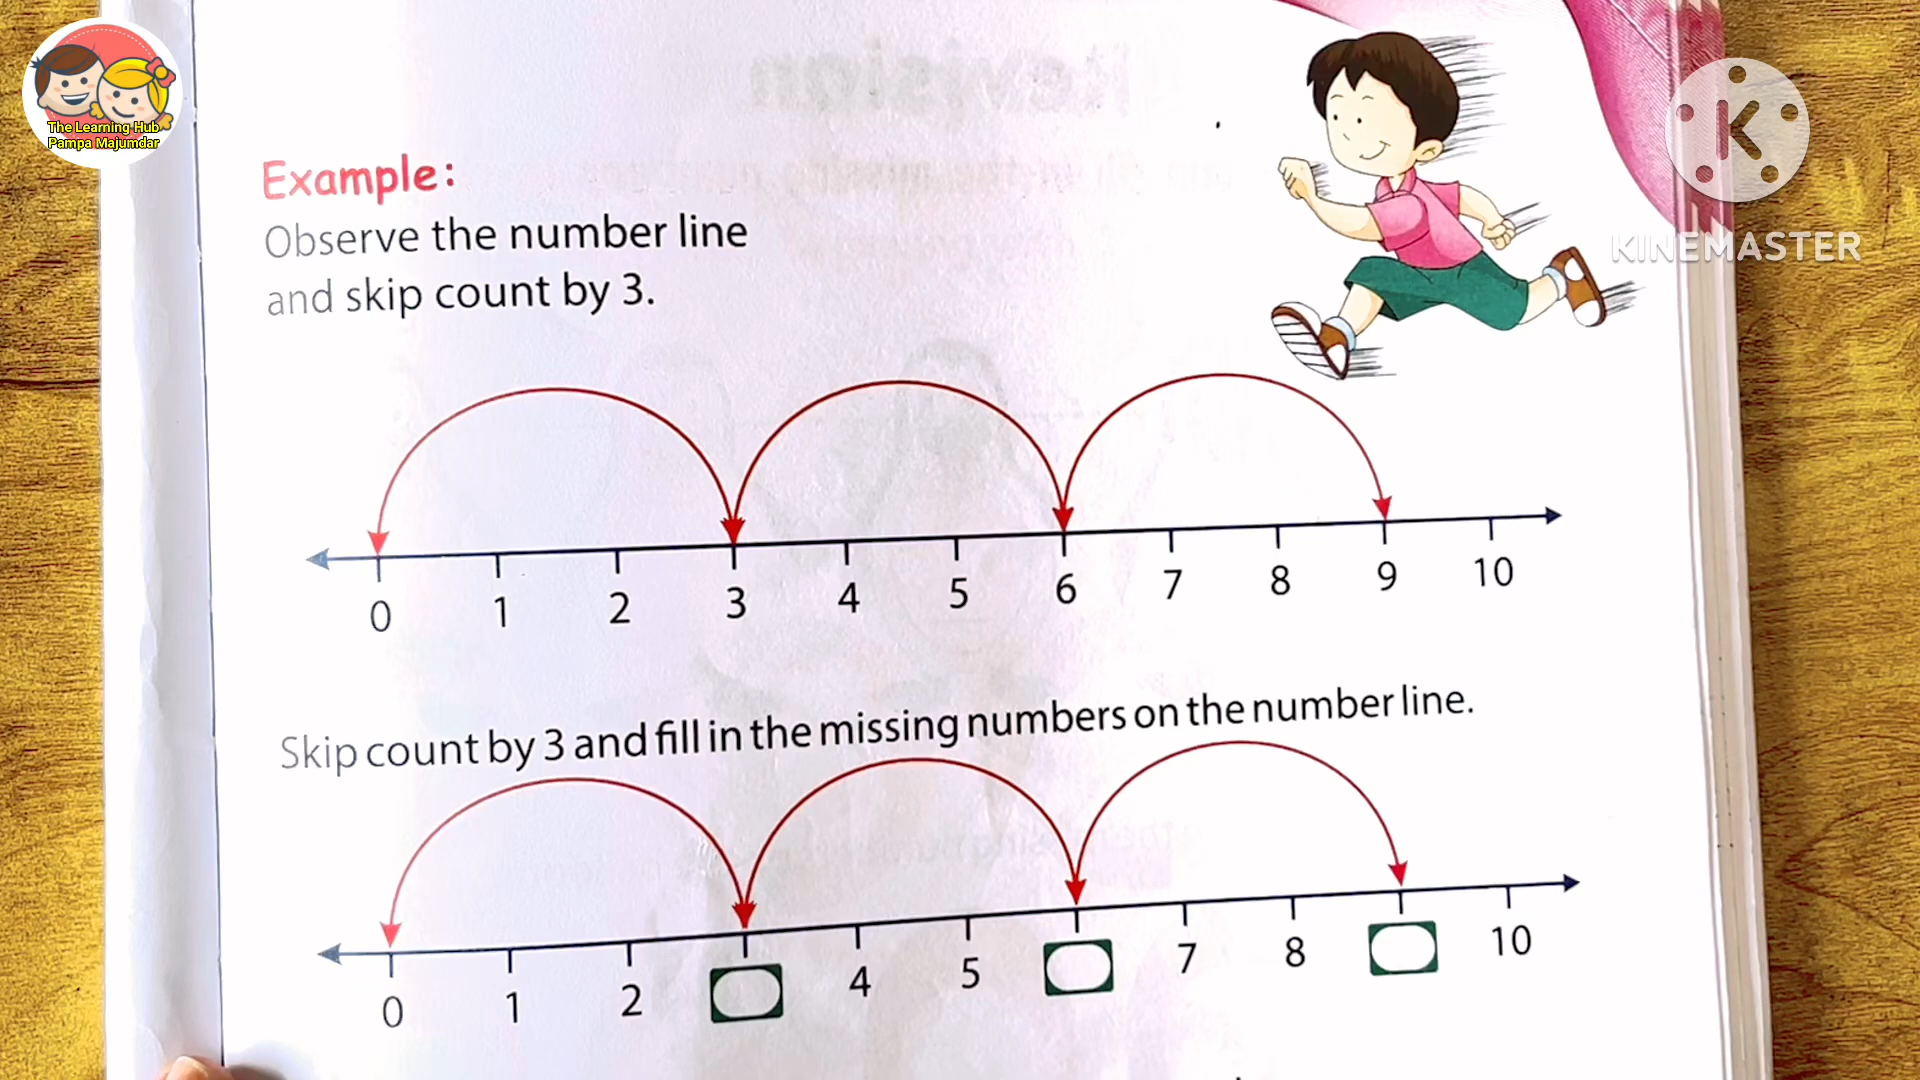 The Learning Hub
Pampa Majumdar
K
KINEMASTER
Example:
Observe the number line
and skip count by 3.
0 1 2 3 4 5 6 7 8 9 10
Skip count by 3 and fill in the missing numbers on the number line.
0 1 2 4 5 7 8 10